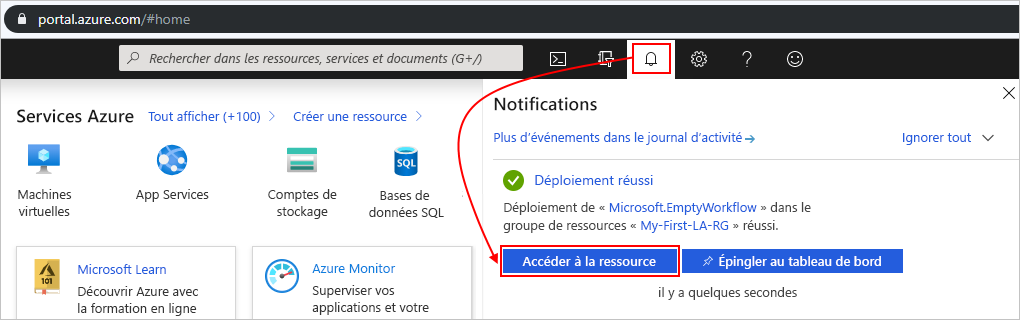 portal.azure.com/#home
Rechercher dans les ressources, services et documents (G+/)
Services Azure
Tout afficher (+100)
Créer une ressource
Machines
virtuelles
App Services
Comptes de
stockage
SQL
Bases de
données SQL
101
Microsoft Learn
Découvrir Azure avec
la formation en ligne
Azure Monitor
Superviser vos
applications et votre
Notifications
Plus d'événements dans le journal d'activité
Ignorer tout
Déploiement réussi
Déploiement de « Microsoft.EmptyWorkflow » dans le
groupe de ressources « My-First-LA-RG » réussi.
Accéder à la ressource
Épingler au tableau de bord
il y a quelques secondes